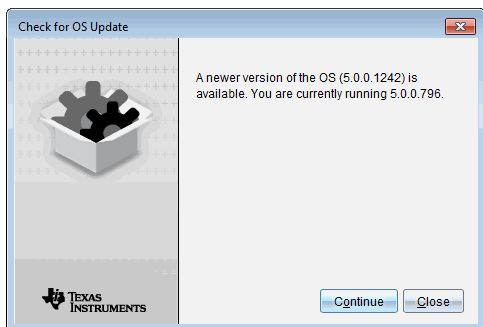 Check for OS Update
A newer version of the OS (5.0.0.1242) is
available. You are currently running 5.0.0.796.
TEXAS
INSTRUMENTS
Continue
Close